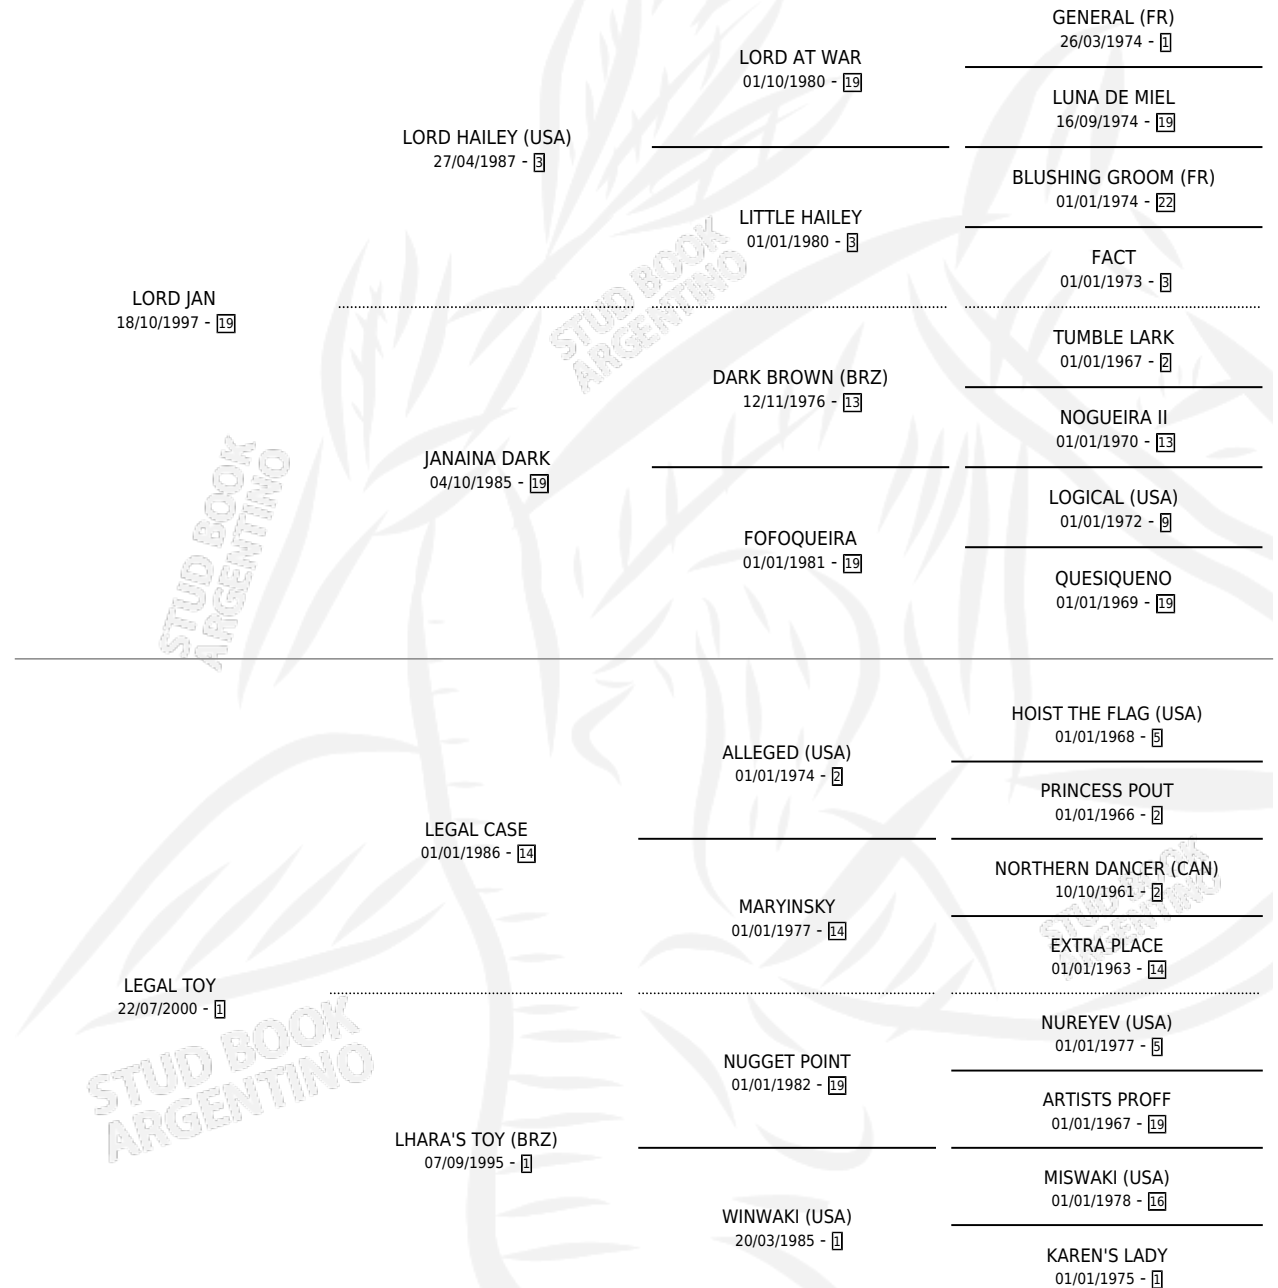 GENERAL (FR)
26/03/1974 - 1
LORD AT WAR
01/10/1980 - 19
LUNA DE MIEL
16/09/1974 - 19
LORD HAILEY (USA)
27/04/1987 - 3
BLUSHING GROOM (FR)
01/01/1974 - 22
LITTLE HAILEY
01/01/1980 - 3
FACT
01/01/1973 - 3
LORD JAN
18/10/1997 - 19
STUD BOOK
ARGENTINO
TUMBLE LARK
01/01/1967 - 2
DARK BROWN (BRZ)
12/11/1976 - 13
NOGUEIRA II
01/01/1970 - 13
JANAINA DARK
04/10/1985 - 19
LOGICAL (USA)
01/01/1972 - 9
FOFOQUEIRA
01/01/1981 - 19
QUESIQUENO
01/01/1969 - 19
STUD BOOK
ARGENTINO
HOIST THE FLAG (USA)
01/01/1968 - 5
ALLEGED (USA)
01/01/1974 - 2
PRINCESS POUT
01/01/1966 - 2
LEGAL CASE
01/01/1986 - 14
NORTHERN DANCER (CAN)
10/10/1961 - 2
MARYINSKY
01/01/1977 - 14
EXTRA PLACE
01/01/1963 - 14
STUD BOOK
ARGENTINO
LEGAL TOY
22/07/2000 - 1
NUREYEV (USA)
01/01/1977 - 5
NUGGET POINT
01/01/1982 - 19
ARTISTS PROFF
01/01/1967 - 19
STUD BOOK
ARGENTINO
LHARA'S TOY (BRZ)
07/09/1995 - 1
MISWAKI (USA)
01/01/1978 - 16
WINWAKI (USA)
20/03/1985 - 1
KAREN'S LADY
01/01/1975 - 1